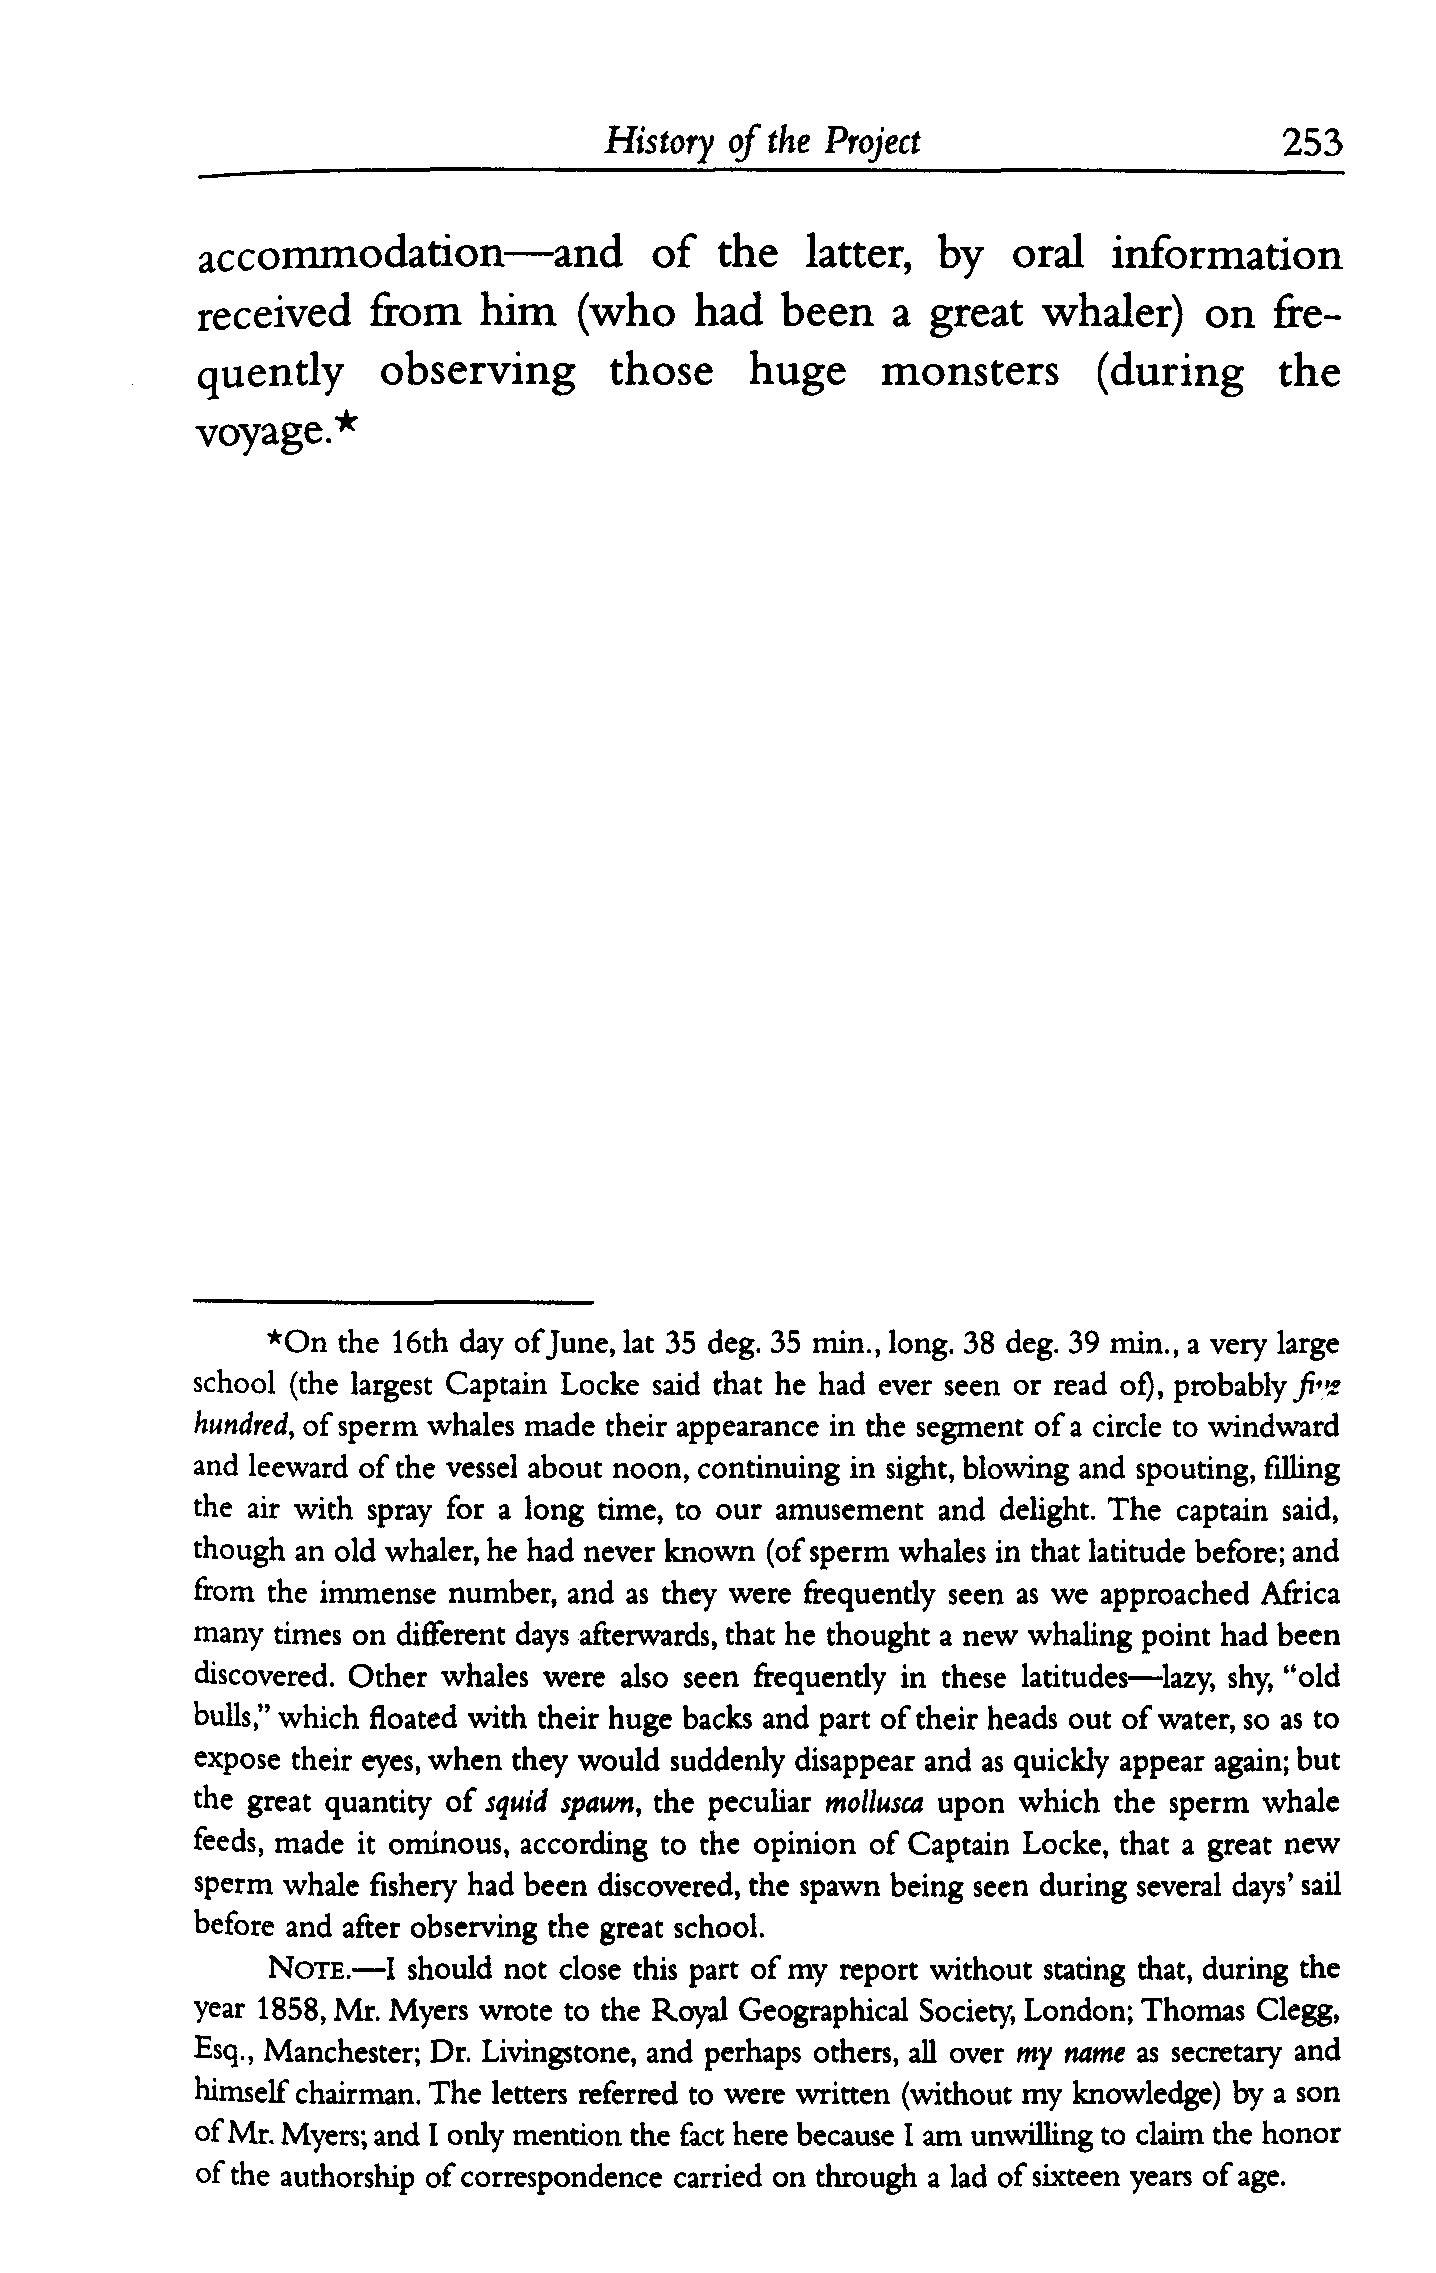 History of the Project 253
accommodation—and of the latter, by oral information
received from him (who had been a great whaler) on fre-
quently observing those huge monsters (during the
voyage.*
*On the 16th day of June, lat 35 deg. 35 min., long. 38 deg. 39 min., a very large
school (the largest Captain Locke said that he had ever seen or read of), probably five
hundred, of sperm whales made their appearance in the segment of a circle to windward
and leeward of the vessel about noon, continuing in sight, blowing and spouting, filling
the air with spray for a long time, to our amusement and delight. The captain said,
though an old whaler, he had never known (of sperm whales in that latitude before; and
from the immense number, and as they were frequently seen as we approached Africa
many times on different days afterwards, that he thought a new whaling point had been
discovered. Other whales were also seen frequently in these latitudes—lazy, shy, “old
bulls,” which floated with their huge backs and part of their heads out of water, so as to
expose their eyes, when they would suddenly disappear and as quickly appear again; but
the great quantity of squid spawn, the peculiar mollusca upon which the sperm whale
feeds, made it ominous, according to the opinion of Captain Locke, that a great new
sperm whale fishery had been discovered, the spawn being seen during several days’ sail
before and after observing the great school.
NOTE.—I should not close this part of my report without stating that, during the
year 1858, Mr. Myers wrote to the Royal Geographical Society, London; Thomas Clegg,
Esq., Manchester; Dr. Livingstone, and perhaps others, all over my name as secretary and
himself chairman. The letters referred to were written (without my knowledge) by a son
of Mr. Myers; and I only mention the fact here because I am unwilling to claim the honor
of the authorship of correspondence carried on through a lad of sixteen years of age.